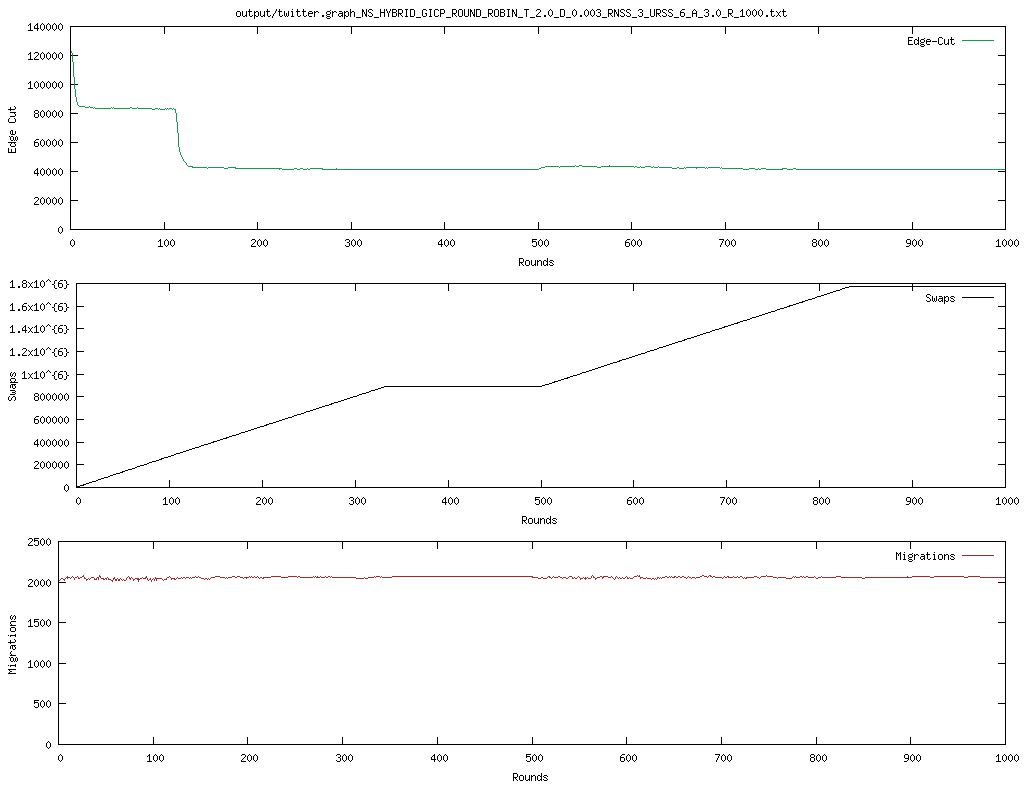 output/twitter.graph_NS_HYBRID_GICP_ROUND_ROBIN_T_2.0_D_0.003_RNSS_3_URSS_6_A_3.0_R_1000.txt
140000
120000
100000
80000
60000
40000
20000
0
Edge Cut
Edge-Cut
0 100 200 300 400 500 600 700 800 900 1000
Rounds
1.8x10^{6}
1.6x10^{6}
1.4x10^{6}
1.2x10^{6}
1x10^{6}
800000
600000
400000
200000
0
Swaps
Swaps
0 100 200 300 400 500 600 700 800 900 1000
Rounds
2500
2000
1500
1000
500
0
Migrations
Migrations
0 100 200 300 400 500 600 700 800 900 1000
Rounds